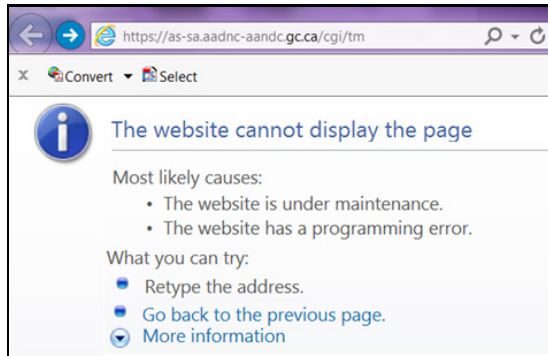 https://as-sa.aadnc-aandc.gc.ca/cgi/tm
x Convert Select
The website cannot display the page
Most likely causes:
• The website is under maintenance.
• The website has a programming error.
What you can try:
Retype the address.
Go back to the previous page.
More information